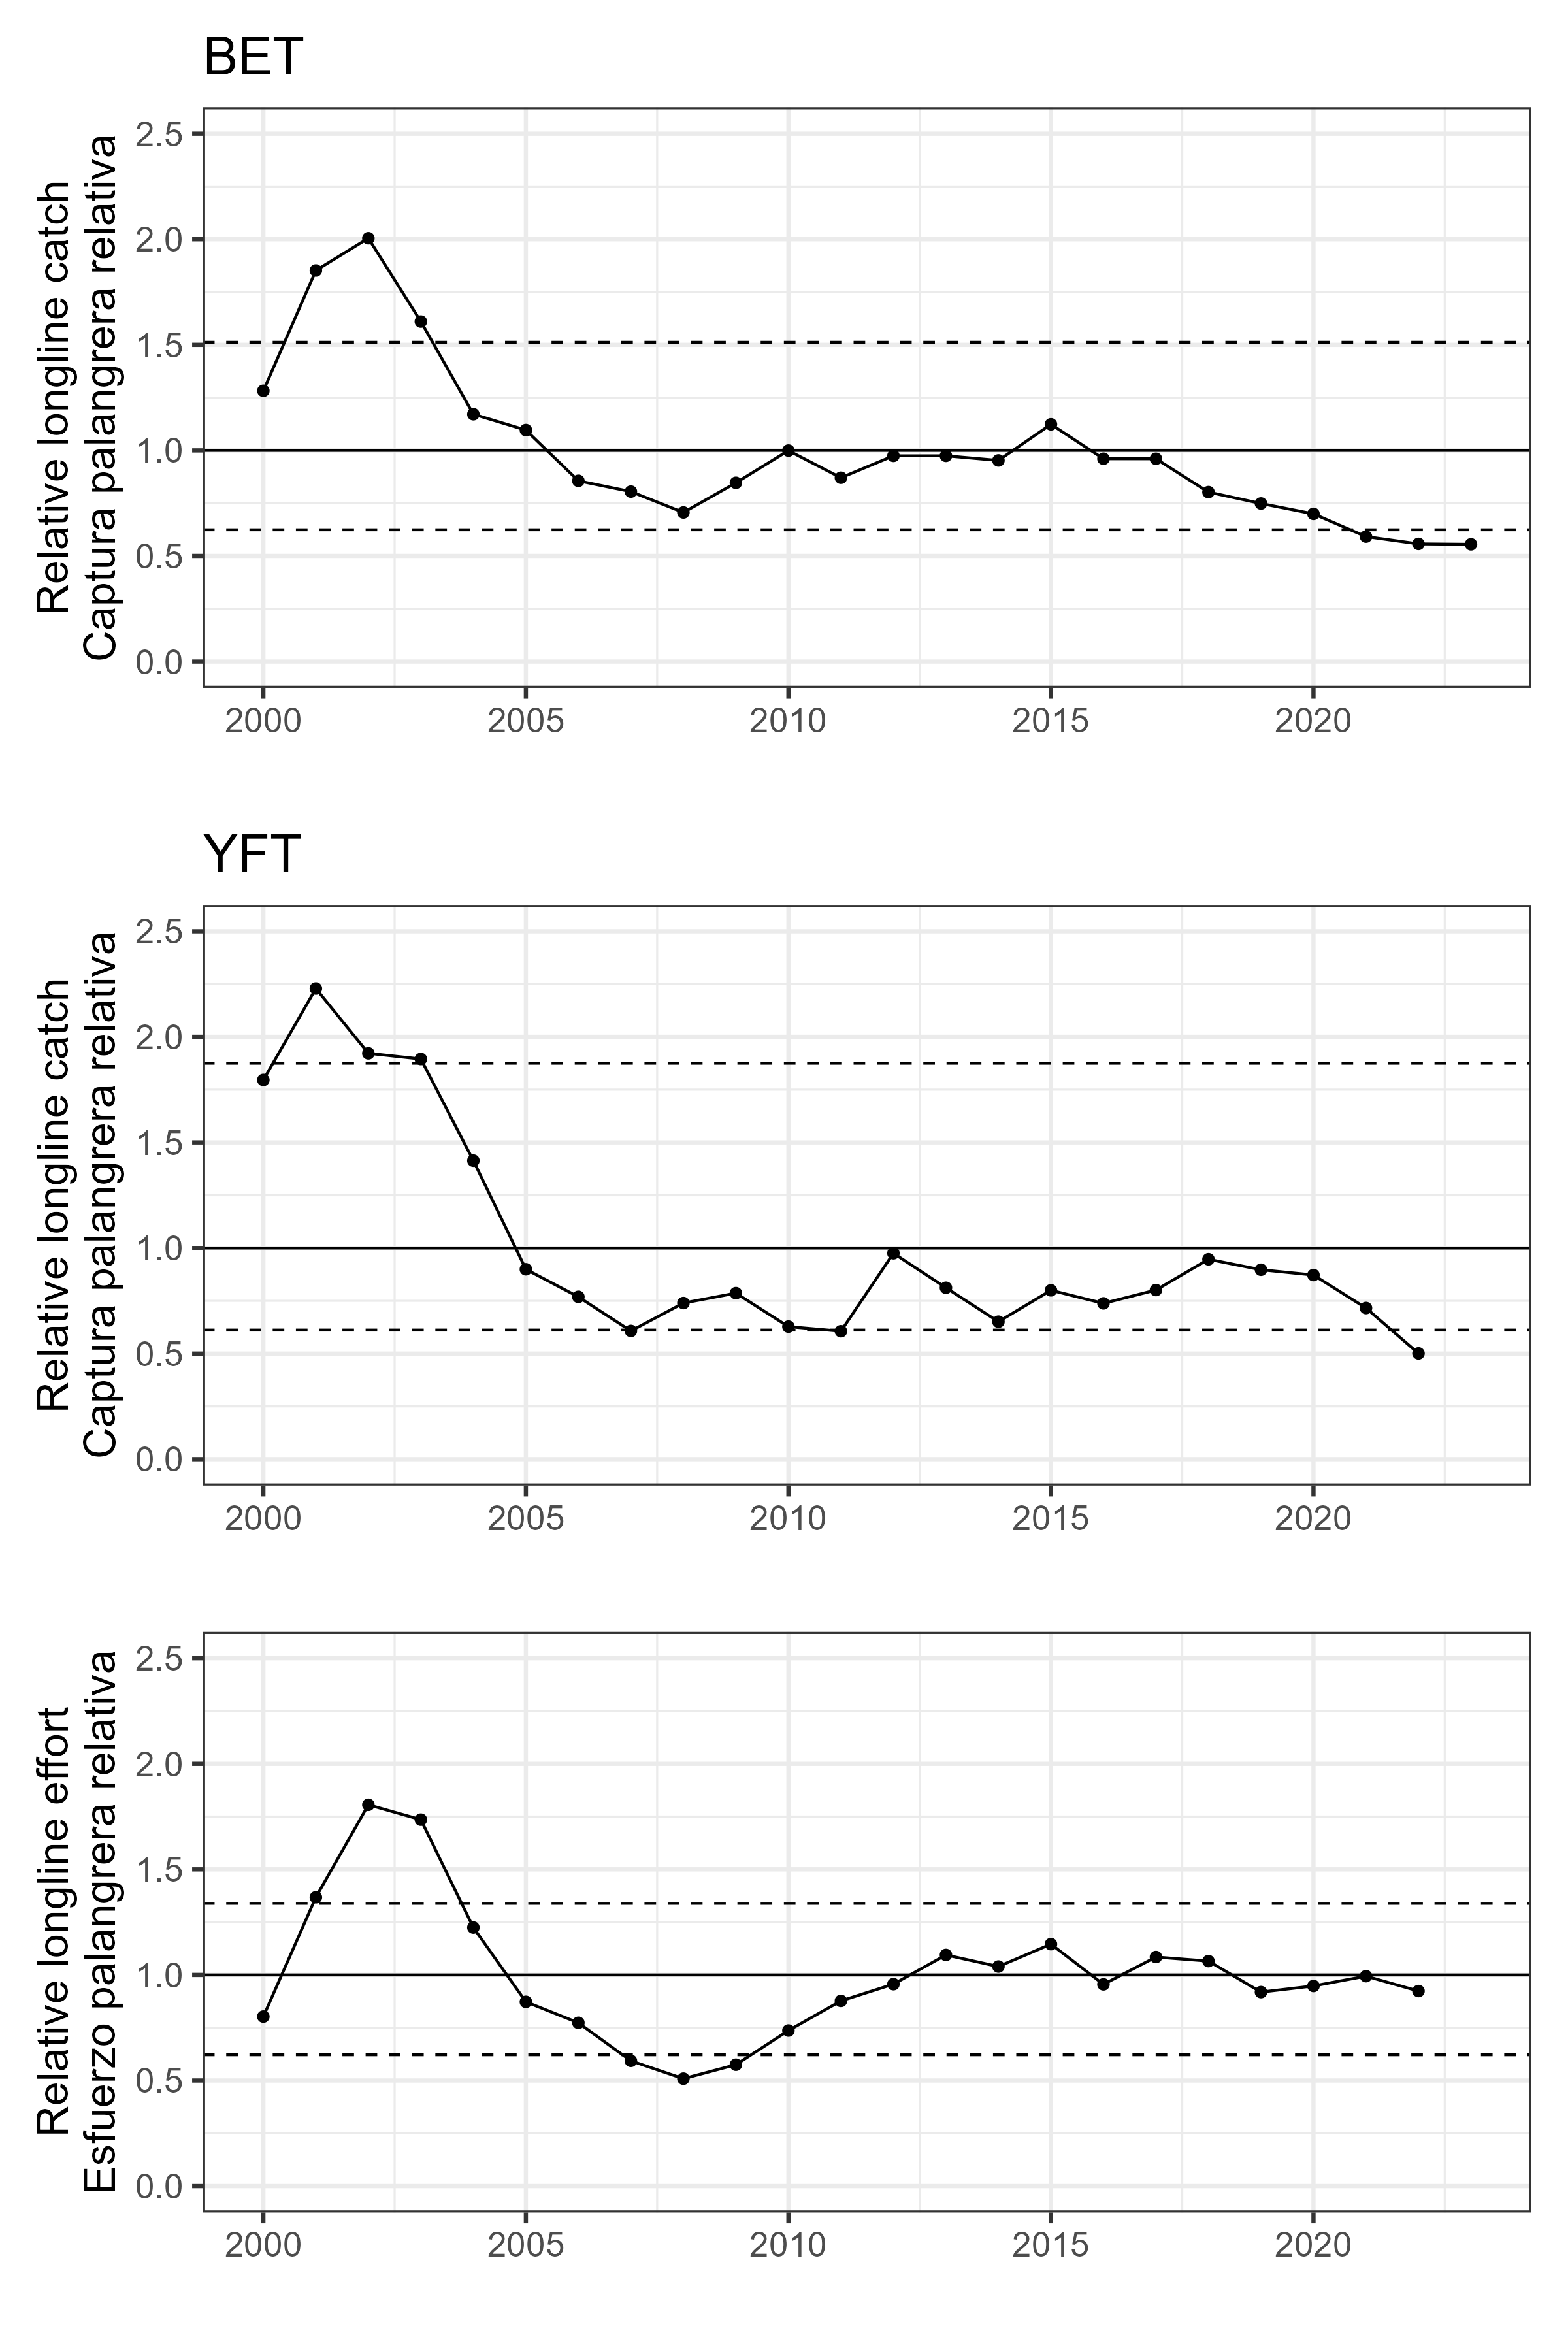 BET
Relative longline catch
Captura palangrera relativa
2.5
2.0
1.5
1.0
0.5
0.0
2000 2005 2010 2015 2020
YFT
Relative longline catch
Captura palangrera relativa
2.5
2.0
1.5
1.0
0.5
0.0
2000 2005 2010 2015 2020
Relative longline effort
Esfuerzo palangrera relativa
2.5
2.0
1.5
1.0
0.5
0.0
2000 2005 2010 2015 2020